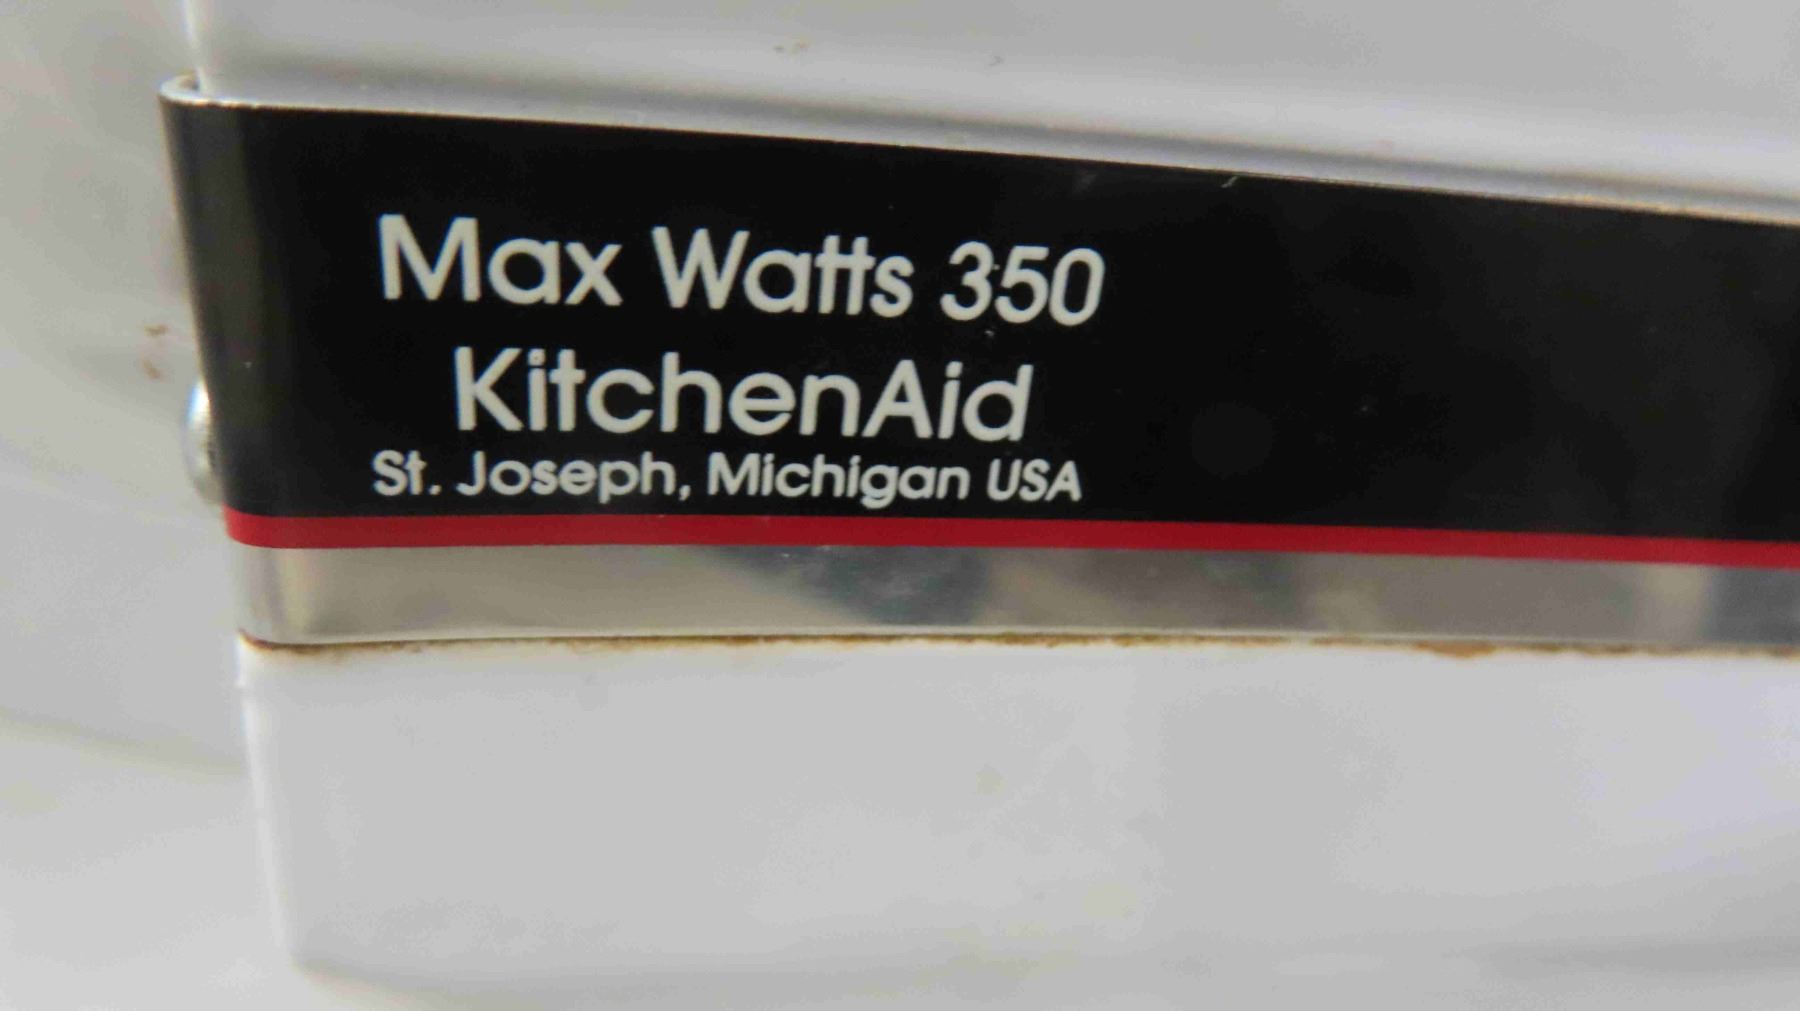 Max Watts 350
KitchenAid
St. Joseph, Michigan USA